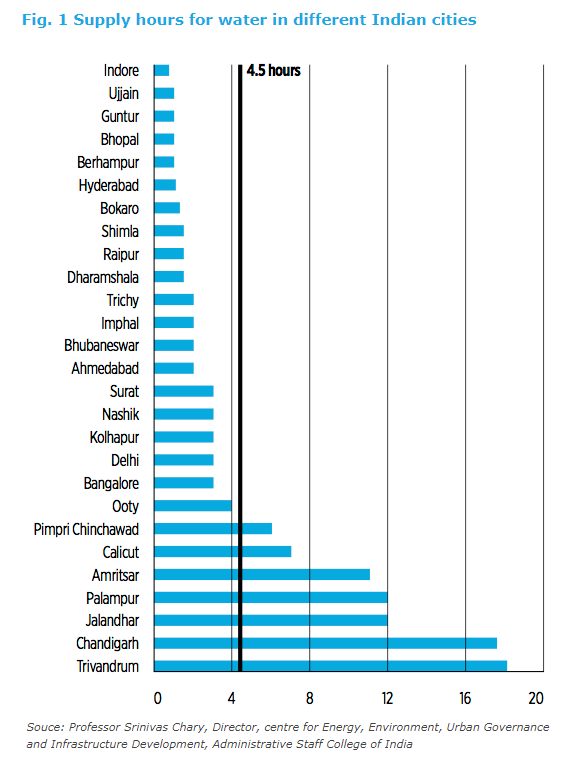 Fig. 1 Supply hours for water in different Indian cities
4.5 hours
Indore
Ujjain
Guntur
Bhopal
Berhampur
Hyderabad
Bokaro
Shimla
Raipur
Dharamshala
Trichy
Imphal
Bhubaneswar
Ahmedabad
Surat
Nashik
Kolhapur
Delhi
Bangalore
Ooty
Pimpri Chinchawad
Calicut
Amritsar
Palampur
Jalandhar
Chandigarh
Trivandrum
0 4 8 12 16 20
Souce: Professor Srinivas Chary, Director, centre for Energy, Environment, Urban Governance
and Infrastructure Development, Administrative Staff College of India